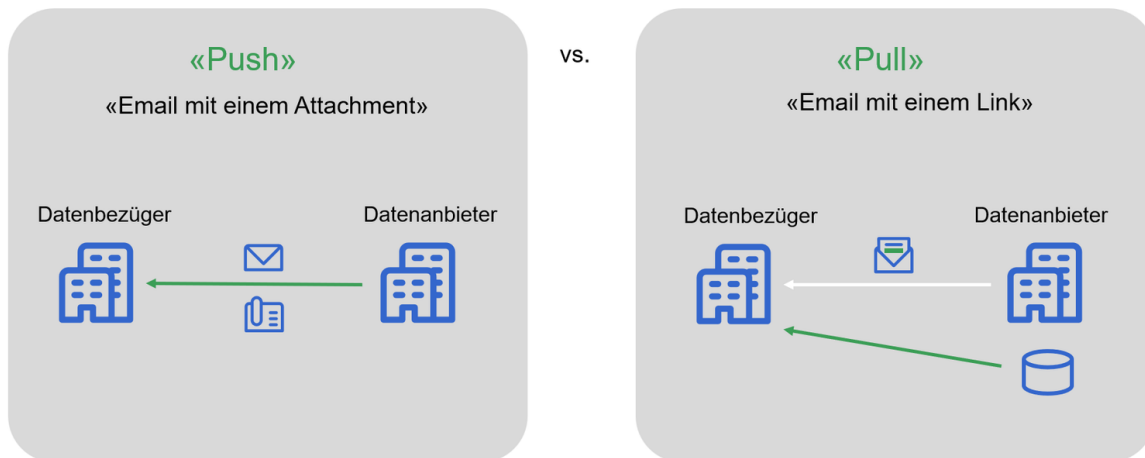 «Push»
«Email mit einem Attachment»
Datenbezüger
Datenanbieter
vs.
«Pull»
«Email mit einem Link»
Datenbezüger
Datenanbieter